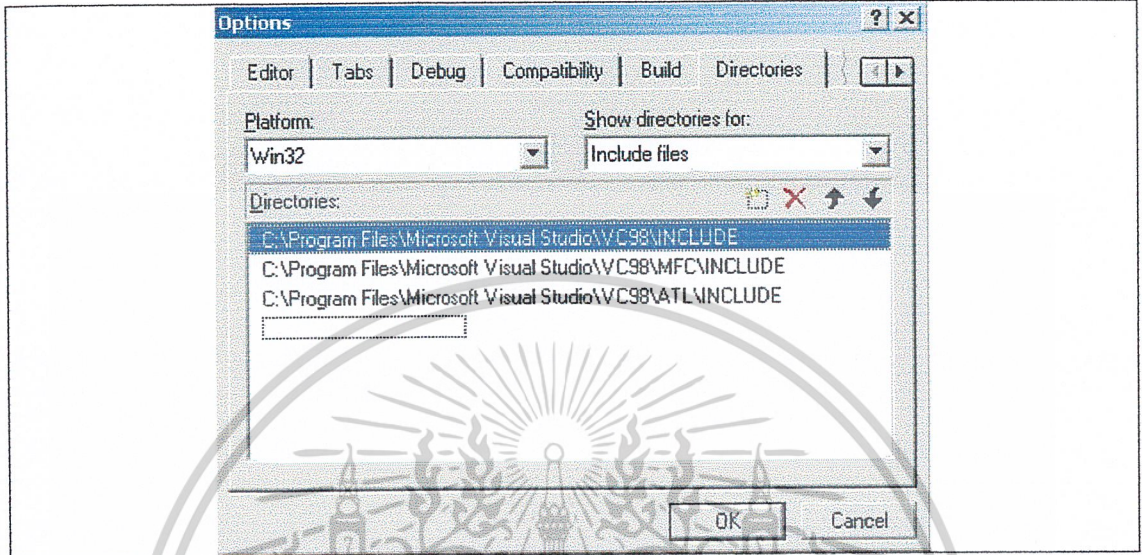 Options
Editor Tabs Debug Compatibility Build Directories
Platform: Show directories for:
Win32 Include files
Directories:
C:\Program Files\Microsoft Visual Studio\VC98\INCLUDE
C:\Program Files\Microsoft Visual Studio\VC98\MFC\INCLUDE
C:\Program Files\Microsoft Visual Studio\VC98\ATL\INCLUDE
OK Cancel